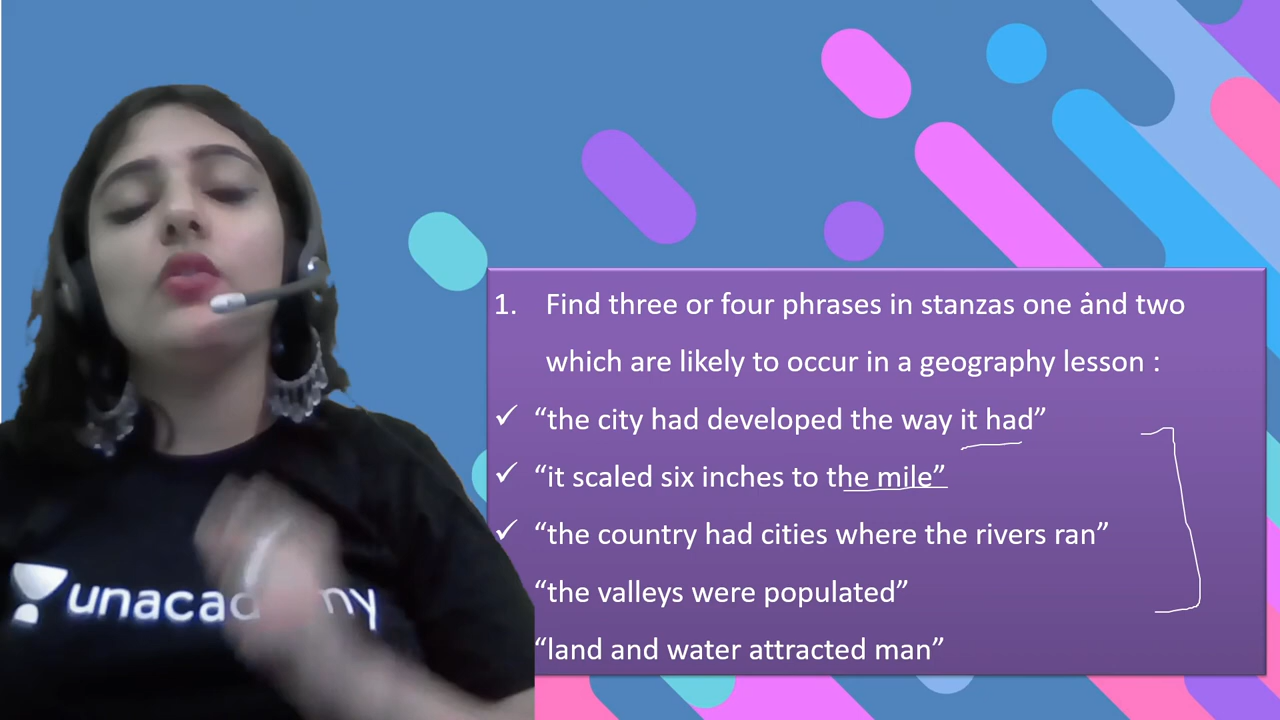 1. Find three or four phrases in stanzas one and two
which are likely to occur in a geography lesson :
✓ “the city had developed the way it had”
✓ “it scaled six inches to the mile”
✓ “the country had cities where the rivers ran”
“the valleys were populated”
“land and water attracted man”
unacademy